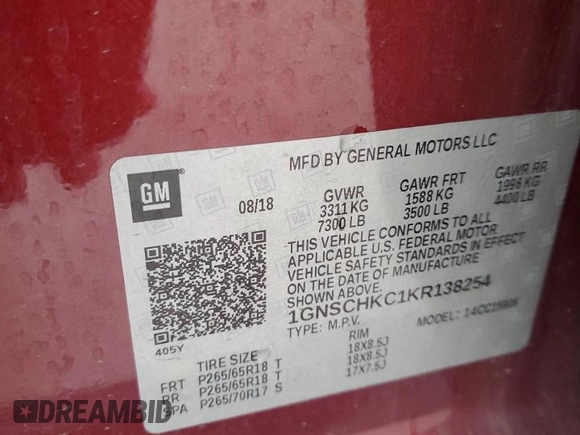 MFD BY GENERAL MOTORS LLC
GM
08/18
GVWR
3311 KG
7300 LB
GAWR FRT
1588 KG
3500 LB
GAWR RR
1996 KG
4400 LB
THIS VEHICLE CONFORMS TO ALL
APPLICABLE U.S. FEDERAL MOTOR
VEHICLE SAFETY STANDARDS IN EFFECT
ON THE DATE OF MANUFACTURE
SHOWN ABOVE.
1GNSCHKC1KR138254
TYPE: M.P.V.
MODEL:
405Y
TIRE SIZE
RIM
FRT P265/65R18 T 18X8.5J
RR P265/65R18 T 18X8.5J
SPA P265/70R17 S 17X7.5J
DREAMBID